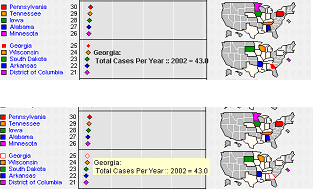 Pennsylvania 30
Tennessee 29
Iowa 28
Alabama 27
Minnesota 26
Georgia 25
Georgia:
Wisconsin 24
Total Cases Per Year :: 2002 = 43.0
South Dakota 23
Arkansas 22
District of Columbia 21
Pennsylvania 30
Tennessee 29
Iowa 28
Alabama 27
Minnesota 26
Georgia 25
Wisconsin 24 Georgia:
South Dakota 23 Total Cases Per Year :: 2002 = 43.0
Arkansas 22
District of Columbia 21